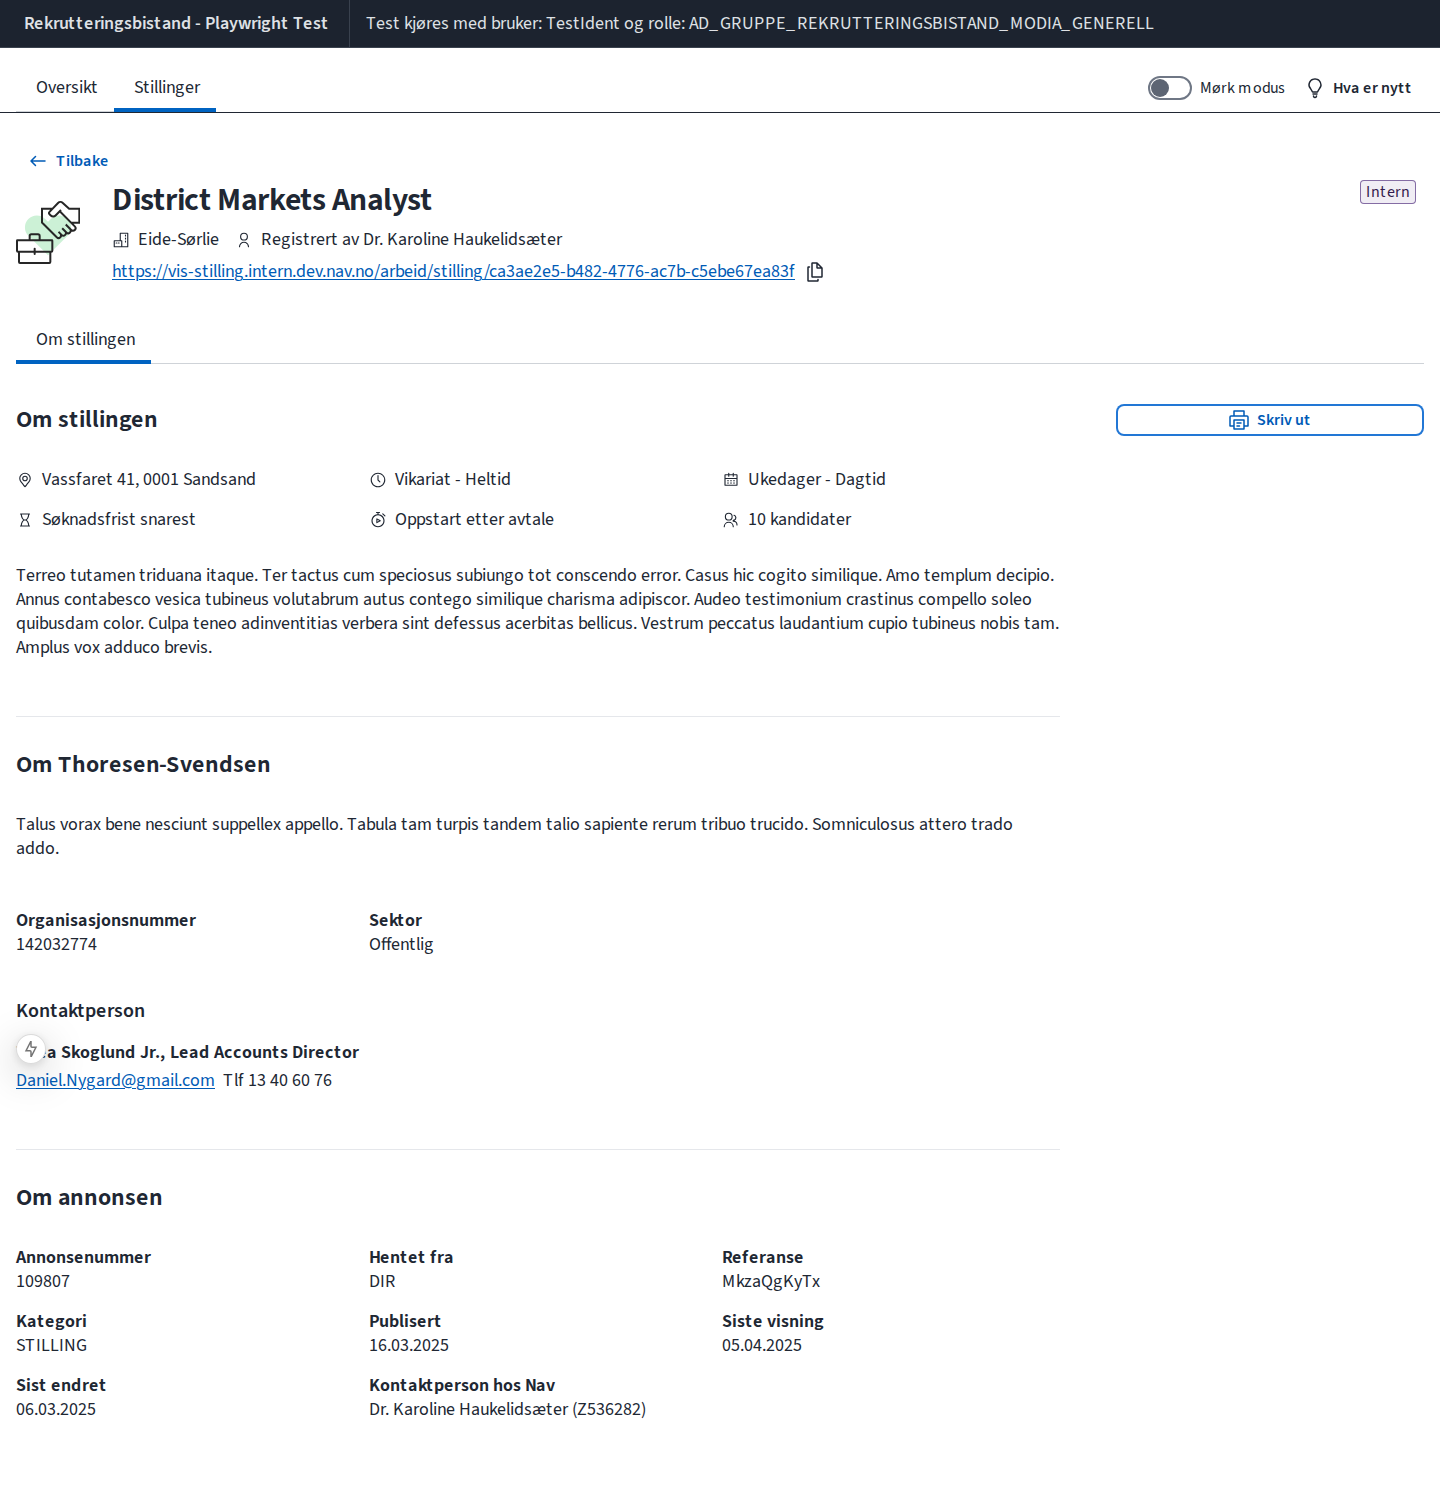 Rekrutteringsbistand - Playwright Test
Test kjøres med bruker: TestIdent og rolle: AD_GRUPPE_REKRUTTERINGSBISTAND_MODIA_GENERELL
Oversikt
Stillinger
Mørk modus
Hva er nytt
Tilbake
District Markets Analyst
Intern
Eide-Sørlie
Registrert av Dr. Karoline Haukelidsæter
https://vis-stilling.intern.dev.nav.no/arbeid/stilling/ca3ae2e5-b482-4776-ac7b-c5ebe67ea83f
Om stillingen
Om stillingen
Skriv ut
Vassfaret 41, 0001 Sandsand
Vikariat - Heltid
Ukedager - Dagtid
Søknadsfrist snarest
Oppstart etter avtale
10 kandidater
Terreo tutamen triduana itaque. Ter tactus cum speciosus subiungo tot conscendo error. Casus hic cogito similique. Amo templum decipio.
Annus contabesco vesica tubineus volutabrum autus contego similique charisma adipiscor. Audeo testimonium crastinus compello soleo
quibusdam color. Culpa teneo adinventitias verbera sint defessus acerbitas bellicus. Vestrum peccatus laudantium cupio tubineus nobis tam.
Amplus vox adduco brevis.
Om Thoresen-Svendsen
Talus vorax bene nesciunt suppellex appello. Tabula tam turpis tandem talio sapiente rerum tribuo trucido. Somniculosus attero trado
addo.
Organisasjonsnummer
142032774
Sektor
Offentlig
Kontaktperson
Skoglund Jr., Lead Accounts Director
Daniel.Nygard@gmail.com Tlf 13 40 60 76
Om annonsen
Annonsenummer
109807
Hentet fra
DIR
Referanse
MkzaQgKyTx
Kategori
STILLING
Publisert
16.03.2025
Siste visning
05.04.2025
Sist endret
06.03.2025
Kontaktperson hos Nav
Dr. Karoline Haukelidsæter (Z536282)